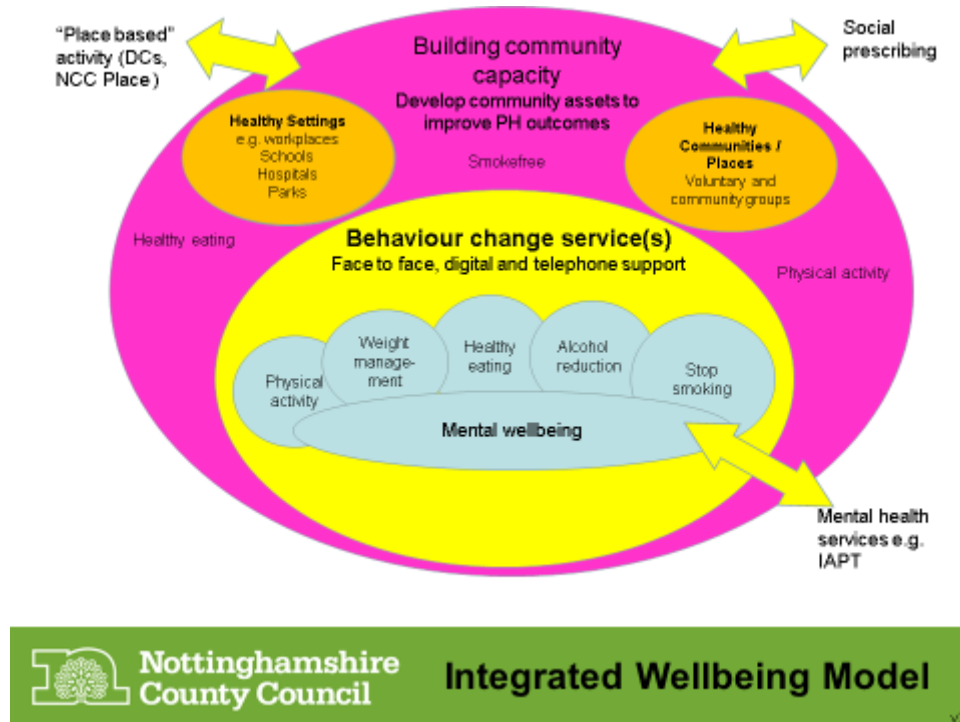 "Place based"
activity (DCs,
NCC Place )
Building community
capacity
Develop community assets to
improve PH outcomes
Social
prescribing
Healthy Settings
e.g. workplaces
Schools
Hospitals
Parks
Smokefree
Healthy
Communities /
Places
Voluntary and
community groups
Healthy eating
Physical activity
Behaviour change service(s)
Face to face, digital and telephone support
Physical
activity
Weight
manage-
ment
Healthy
eating
Alcohol
reduction
Stop
smoking
Mental wellbeing
Mental health
services e.g.
IAPT
Nottinghamshire
County Council
Integrated Wellbeing Model